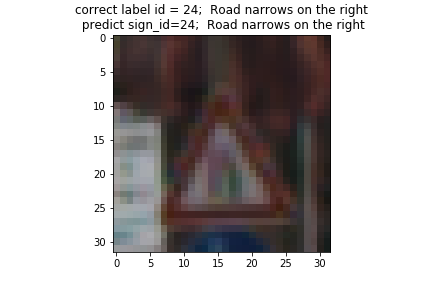 correct label id = 24;  Road narrows on the right
predict sign_id=24;  Road narrows on the right
0
5
10
15
20
25
30
0 5 10 15 20 25 30